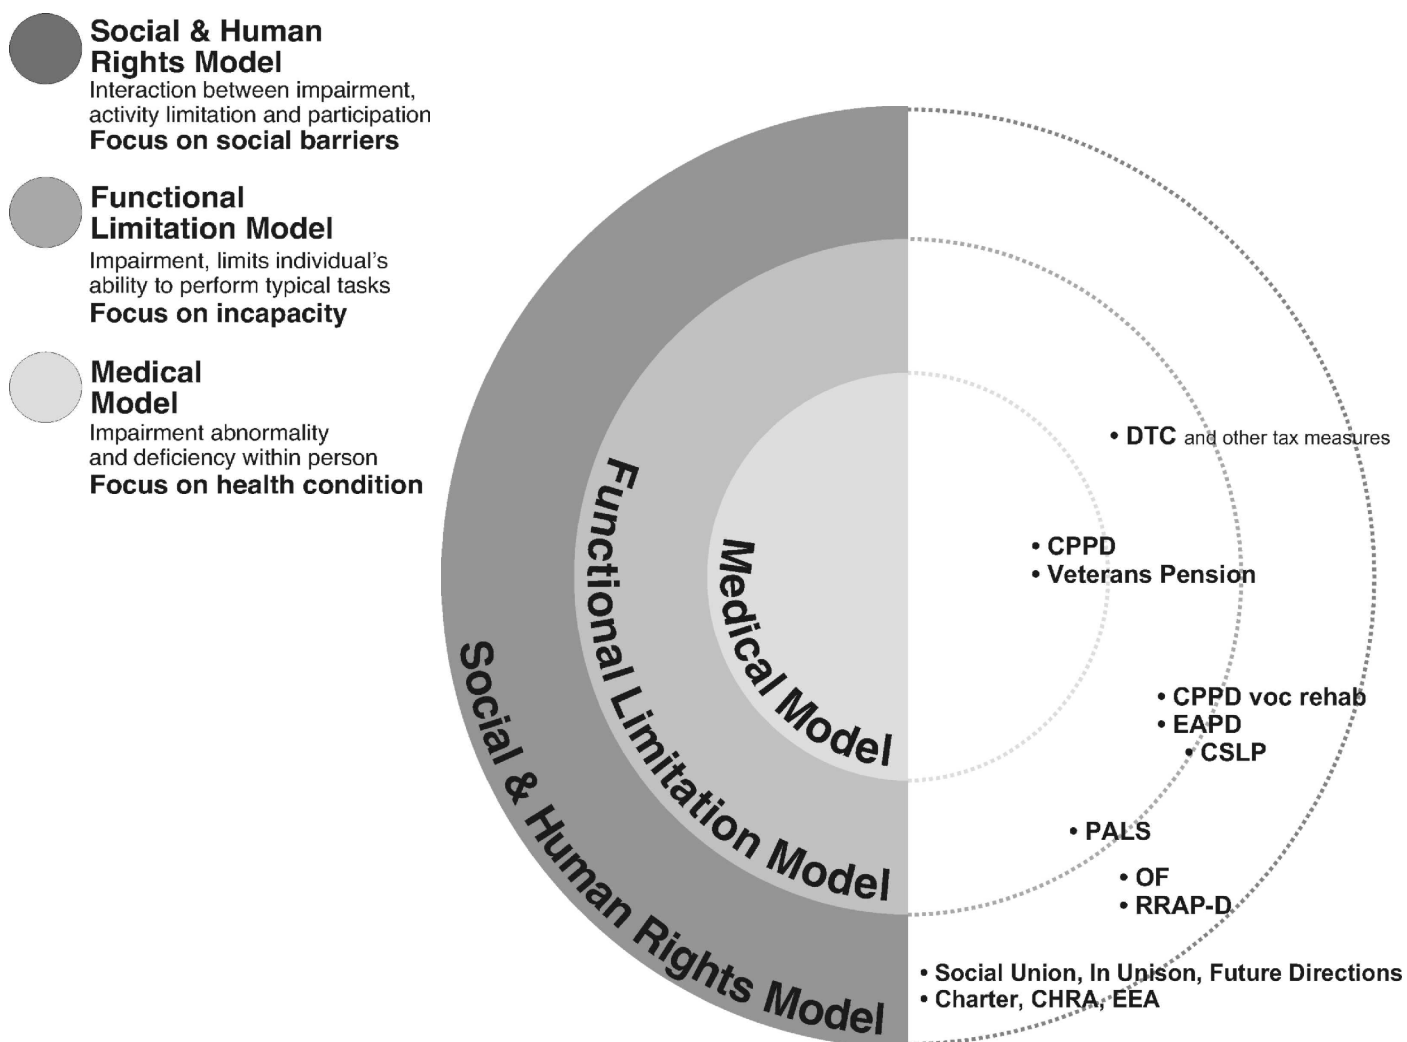 Social & Human
Rights Model
Interaction between impairment,
activity limitation and participation
Focus on social barriers
Functional
Limitation Model
Impairment, limits individual's
ability to perform typical tasks
Focus on incapacity
Medical
Model
Impairment abnormality
and deficiency within person
Focus on health condition
Social & Human Rights Model
Functional Limitation Model
Medical Model
• DTC and other tax measures
• CPPD
• Veterans Pension
• CPPD voc rehab
• EAPD
• CSLP
• PALS
• OF
• RRAP-D
• Social Union, In Unison, Future Directions
• Charter, CHRA, EEA